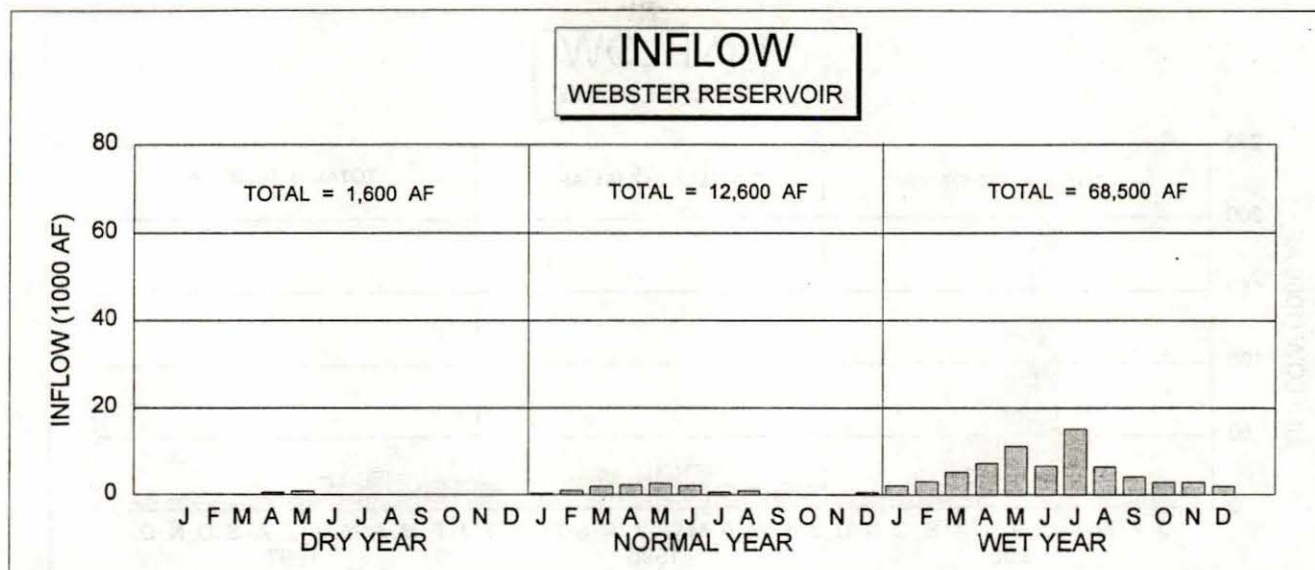 INFLOW
WEBSTER RESERVOIR
80
TOTAL = 1,600 AF
TOTAL = 12,600 AF
TOTAL = 68,500 AF
60
INFLOW (1000 AF)
40
20
0
J F M A M J J A S O N D J F M A M J J A S O N D J F M A M J J A S O N D
DRY YEAR NORMAL YEAR WET YEAR